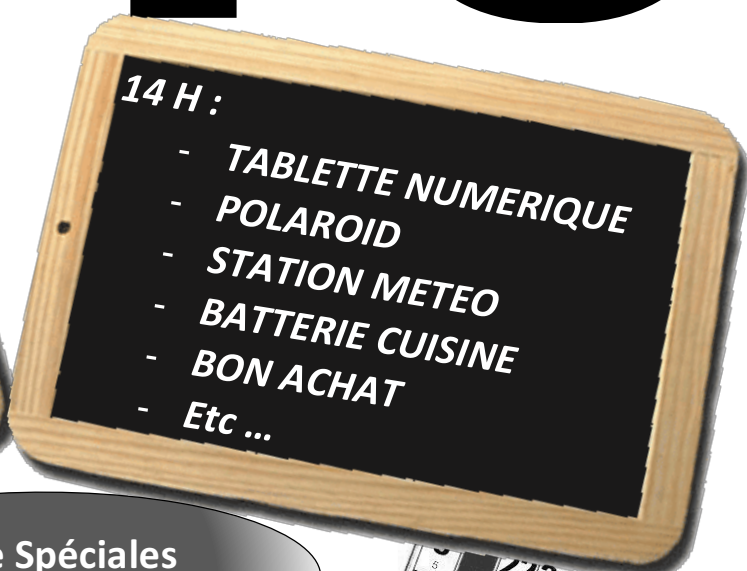 14 H :
- TABLETTE NUMERIQUE
- POLAROID
- STATION METEO
- BATTERIE CUISINE
- BON ACHAT
- Etc ...
e Spéciales